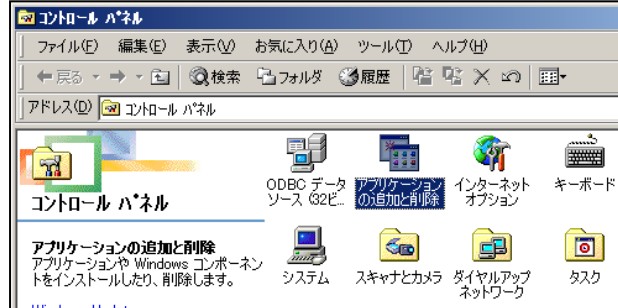 コントロール パネル
ファイル(F) 編集(E) 表示(V) お気に入り(A) ツール(T) ヘルプ(H)
戻る 検索 フォルダ 履歴
アドレス(D) コントロール パネル
コントロール パネル
アプリケーションの追加と削除
アプリケーションや Windows コンポーネン
トをインストールしたり、削除します。
ODBC データ
ソース (32ビ...
アプリケーション
の追加と削除
インターネット
オプション
キーボード
システム
スキャナとカメラ
ダイヤルアップ
ネットワーク
タスク